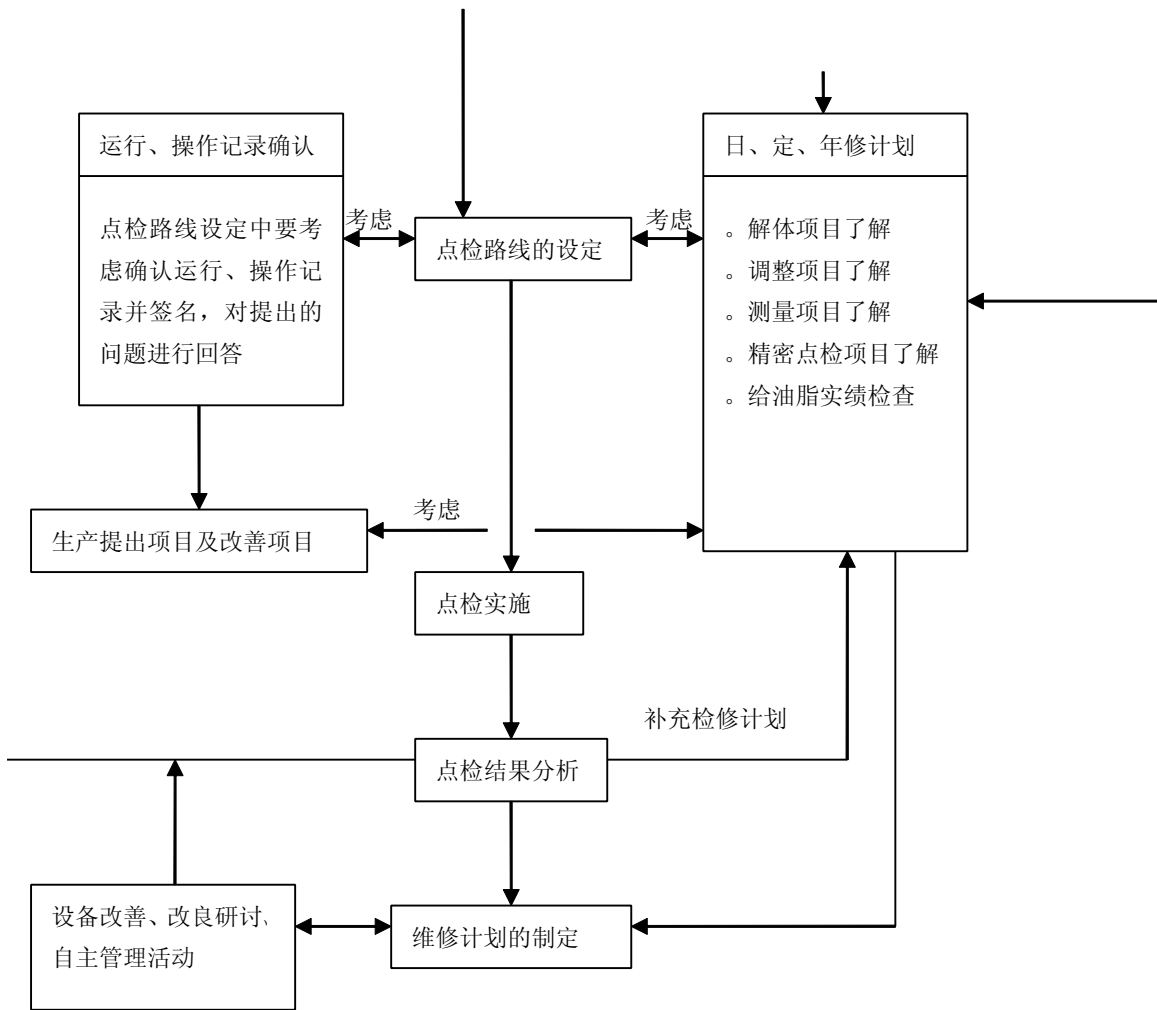 运行、操作记录确认
点检路线设定中要考
虑确认运行、操作记
录并签名，对提出的
问题进行回答
考虑
点检路线的设定
考虑
日、定、年修计划
。解体项目了解
。调整项目了解
。测量项目了解
。精密点检项目了解
。给油脂实绩检查
生产提出项目及改善项目
考虑
点检实施
补充检修计划
点检结果分析
设备改善、改良研讨、
自主管理活动
维修计划的制定